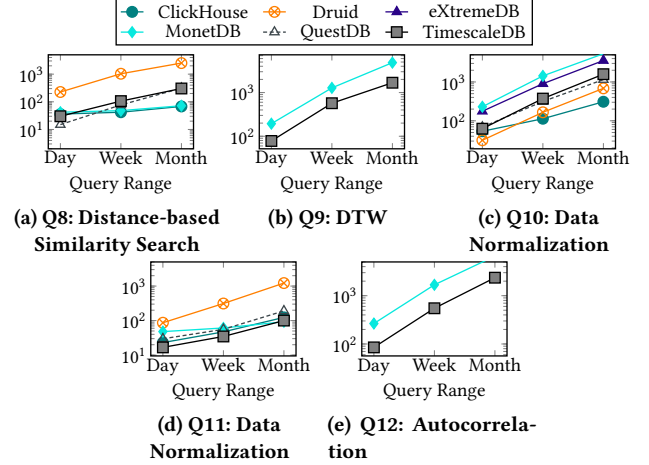 ClickHouse Druid eXtremeDB
MonetDB QuestDB TimescaleDB
10³
10²
10¹
Day Week Month
Query Range
(a) Q8: Distance-based
Similarity Search
10³
10²
Day Week Month
Query Range
(b) Q9: DTW
10³
10²
Day Week Month
Query Range
(c) Q10: Data
Normalization
10³
10²
10¹
Day Week Month
Query Range
(d) Q11: Data
Normalization
10³
10²
Day Week Month
Query Range
(e) Q12: Autocorrela-
tion